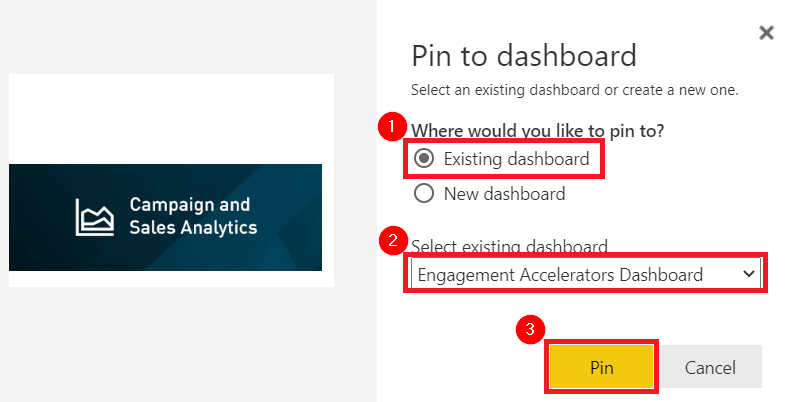 Campaign and
Sales Analytics
Pin to dashboard
Select an existing dashboard or create a new one.
1
Where would you like to pin to?
Existing dashboard
New dashboard
2
Select existing dashboard
Engagement Accelerators Dashboard
3
Pin
Cancel